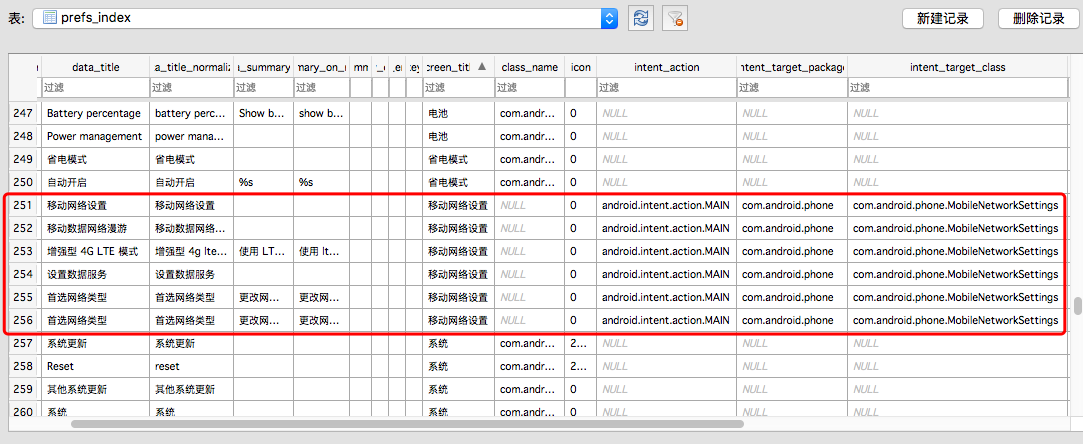 表: prefs_index 新建记录 删除记录
data_title a_title_normaliz ı_summary mary_on_ı mn ′_c ,er key creen_titl class_name icon intent_action ntent_target_package intent_target_class
过滤 过滤 过滤 过滤 过滤 过滤 过滤 过滤 过滤
247 Battery percentage battery perc... Show b... show b... 电池 com.andr... 0 NULL NULL NULL
248 Power management power mana... 电池 com.andr... 0 NULL NULL NULL
249 省电模式 省电模式 省电模式 com.andr... 0 NULL NULL NULL
250 自动开启 自动开启 %s %s 省电模式 com.andr... 0 NULL NULL NULL
251 移动网络设置 移动网络设置 移动网络设置 NULL 0 android.intent.action.MAIN com.android.phone com.android.phone.MobileNetworkSettings
252 移动数据网络漫游 移动数据网络... 移动网络设置 NULL 0 android.intent.action.MAIN com.android.phone com.android.phone.MobileNetworkSettings
253 增强型 4G LTE 模式 增强型 4g lte... 使用 LT... 使用 lt... 移动网络设置 NULL 0 android.intent.action.MAIN com.android.phone com.android.phone.MobileNetworkSettings
254 设置数据服务 设置数据服务 移动网络设置 NULL 0 android.intent.action.MAIN com.android.phone com.android.phone.MobileNetworkSettings
255 首选网络类型 首选网络类型 更改网... 更改网... 移动网络设置 NULL 0 android.intent.action.MAIN com.android.phone com.android.phone.MobileNetworkSettings
256 首选网络类型 首选网络类型 更改网... 更改网... 移动网络设置 NULL 0 android.intent.action.MAIN com.android.phone com.android.phone.MobileNetworkSettings
257 系统更新 系统更新 系统 com.andr... 2... NULL NULL NULL
258 Reset reset 系统 com.andr... 2... NULL NULL NULL
259 其他系统更新 其他系统更新 系统 com.andr... 0 NULL NULL NULL
260 系统 系统 系统 com.andr... 0 NULL NULL NULL